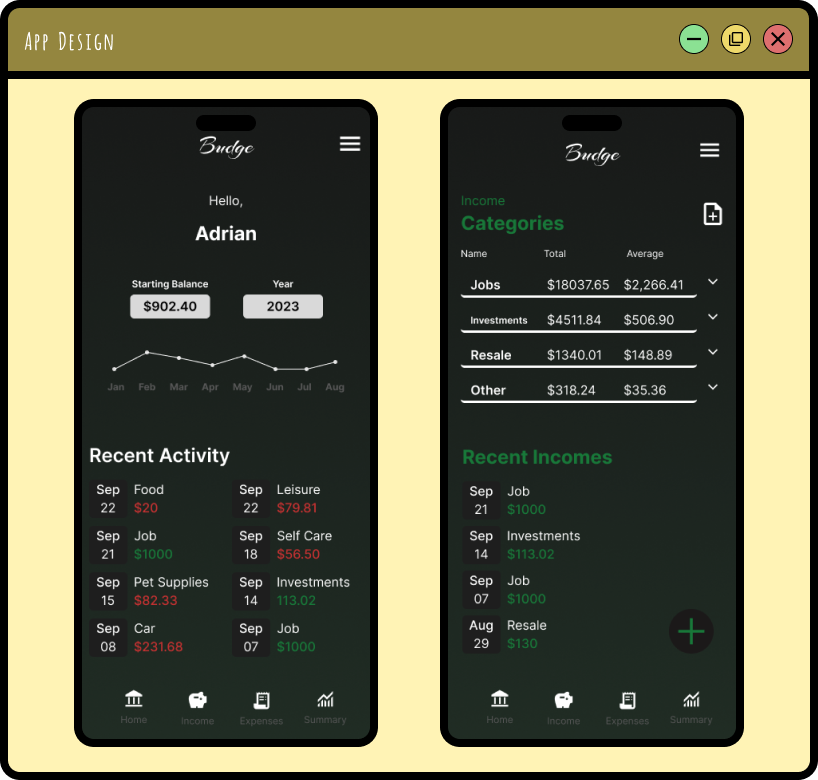 App Design
Budge
Hello,
Adrian
Starting Balance
Year
$902.40
2023
Jan Feb Mar Apr May Jun Jul Aug
Recent Activity
Sep 22 Food $20
Sep 22 Leisure $79.81
Sep 21 Job $1000
Sep 18 Self Care $56.50
Sep 15 Pet Supplies $82.33
Sep 14 Investments 113.02
Sep 08 Car $231.68
Sep 07 Job $1000
Home Income Expenses Summary
Budge
Income
Categories
Name Total Average
Jobs $18037.65 $2,266.41
Investments $4511.84 $506.90
Resale $1340.01 $148.89
Other $318.24 $35.36
Recent Incomes
Sep 21 Job $1000
Sep 14 Investments $113.02
Sep 07 Job $1000
Aug 29 Resale $130
Home Income Expenses Summary